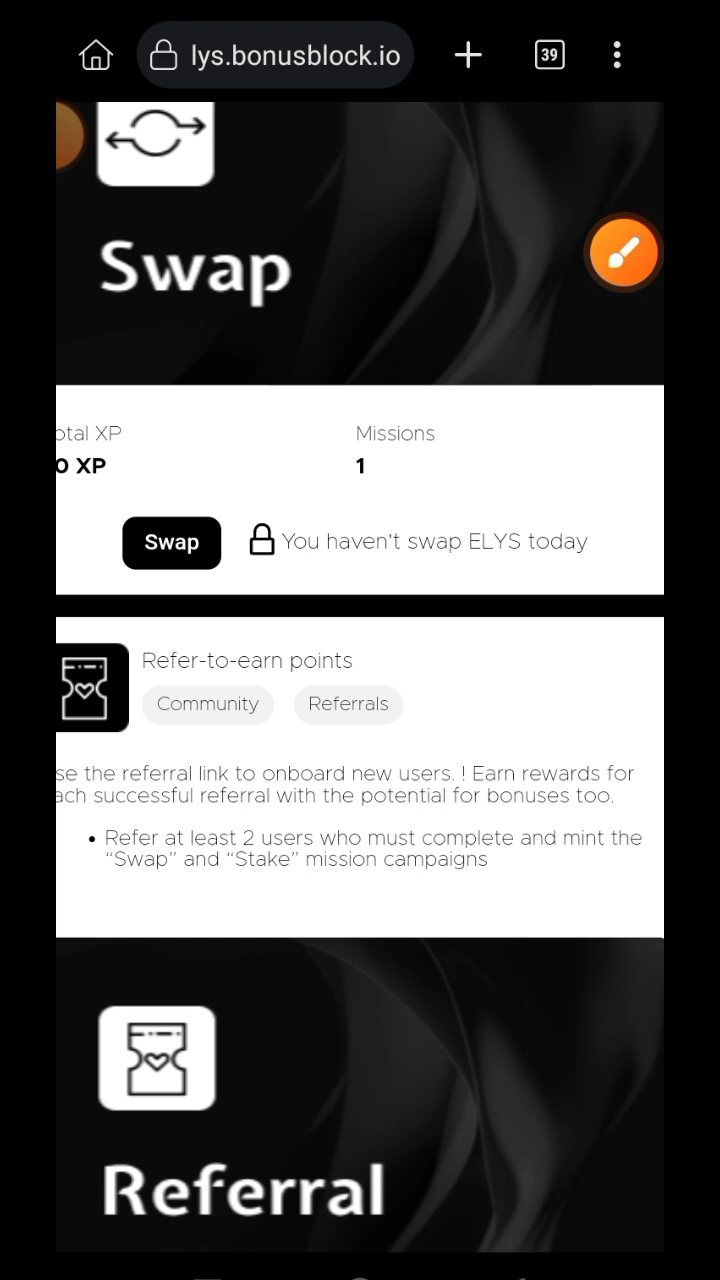 lys.bonusblock.io
39
Swap
otal XP
Missions
0 XP
1
Swap
You haven't swap ELYS today
Refer-to-earn points
Community
Referrals
se the referral link to onboard new users. ! Earn rewards for
ach successful referral with the potential for bonuses too.
• Refer at least 2 users who must complete and mint the
“Swap” and “Stake” mission campaigns
Referral